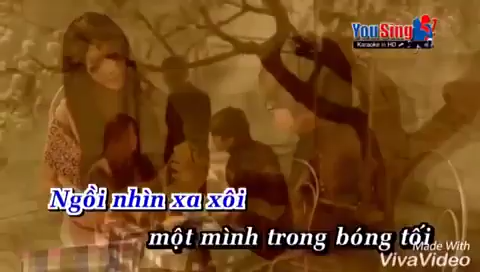 YouSing
Karaoke in HD
Ngồi nhìn xa xôi
một mình trong bóng tối
Made With
VivaVideo